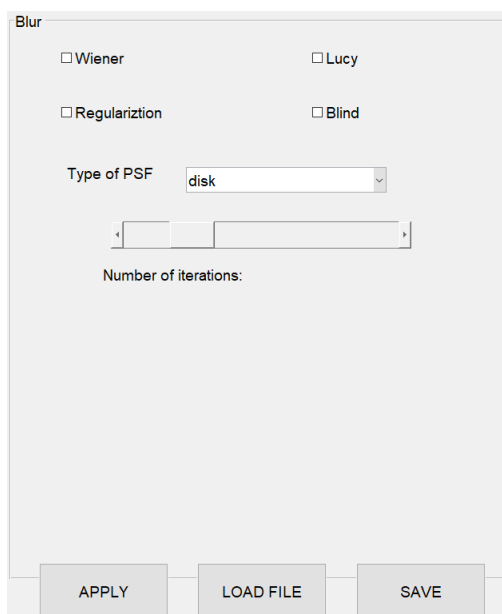 Blur
Wiener
Lucy
Regulariztion
Blind
Type of PSF
disk
Number of iterations:
APPLY
LOAD FILE
SAVE